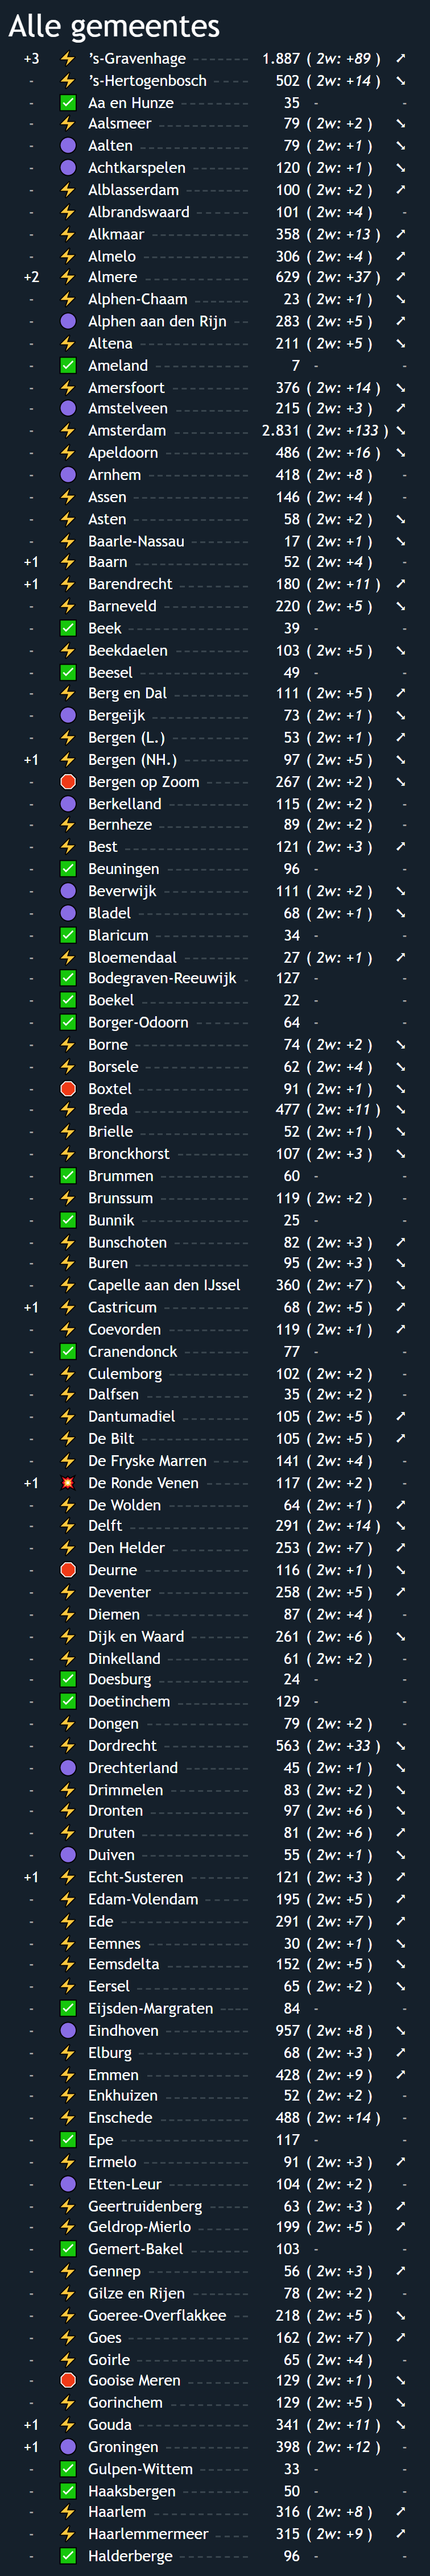 Alle gemeentes
+3 ’s-Gravenhage 1.887 ( 2w: +89 )
- ’s-Hertogenbosch 502 ( 2w: +14 )
- Aa en Hunze 35 - -
- Aalsmeer 79 ( 2w: +2 )
- Aalten 79 ( 2w: +1 )
- Achtkarspelen 120 ( 2w: +1 )
- Alblasserdam 100 ( 2w: +2 )
- Albrandswaard 101 ( 2w: +4 ) -
- Alkmaar 358 ( 2w: +13 )
- Almelo 306 ( 2w: +4 )
+2 Almere 629 ( 2w: +37 )
- Alphen-Chaam 23 ( 2w: +1 )
- Alphen aan den Rijn 283 ( 2w: +5 )
- Altena 211 ( 2w: +5 )
- Ameland 7 - -
- Amersfoort 376 ( 2w: +14 )
- Amstelveen 215 ( 2w: +3 )
- Amsterdam 2.831 ( 2w: +133 )
- Apeldoorn 486 ( 2w: +16 )
- Arnhem 418 ( 2w: +8 ) -
- Assen 146 ( 2w: +4 ) -
- Asten 58 ( 2w: +2 )
- Baarle-Nassau 17 ( 2w: +1 )
+1 Baarn 52 ( 2w: +4 ) -
+1 Barendrecht 180 ( 2w: +11 )
- Barneveld 220 ( 2w: +5 )
- Beek 39 - -
- Beekdaelen 103 ( 2w: +5 )
- Beesel 49 - -
- Berg en Dal 111 ( 2w: +5 )
- Bergeijk 73 ( 2w: +1 )
- Bergen (L.) 53 ( 2w: +1 )
+1 Bergen (NH.) 97 ( 2w: +5 )
- Bergen op Zoom 267 ( 2w: +2 )
- Berkelland 115 ( 2w: +2 ) -
- Bernheze 89 ( 2w: +2 ) -
- Best 121 ( 2w: +3 )
- Beuningen 96 - -
- Beverwijk 111 ( 2w: +2 )
- Bladel 68 ( 2w: +1 )
- Blaricum 34 - -
- Bloemendaal 27 ( 2w: +1 )
- Bodegraven-Reeuwijk 127 - -
- Boekel 22 - -
- Borger-Odoorn 64 - -
- Borne 74 ( 2w: +2 )
- Borsele 62 ( 2w: +4 )
- Boxtel 91 ( 2w: +1 )
- Breda 477 ( 2w: +11 )
- Brielle 52 ( 2w: +1 )
- Bronckhorst 107 ( 2w: +3 )
- Brummen 60 - -
- Brunssum 119 ( 2w: +2 ) -
- Bunnik 25 - -
- Bunschoten 82 ( 2w: +3 )
- Buren 95 ( 2w: +3 )
- Capelle aan den IJssel 360 ( 2w: +7 )
+1 Castricum 68 ( 2w: +5 )
- Coevorden 119 ( 2w: +1 )
- Cranendonck 77 - -
- Culemborg 102 ( 2w: +2 ) -
- Dalfsen 35 ( 2w: +2 ) -
- Dantumadiel 105 ( 2w: +5 )
- De Bilt 105 ( 2w: +5 )
- De Fryske Marren 141 ( 2w: +4 ) -
+1 De Ronde Venen 117 ( 2w: +2 ) -
- De Wolden 64 ( 2w: +1 )
- Delft 291 ( 2w: +14 )
- Den Helder 253 ( 2w: +7 )
- Deurne 116 ( 2w: +1 )
- Deventer 258 ( 2w: +5 )
- Diemen 87 ( 2w: +4 ) -
- Dijk en Waard 261 ( 2w: +6 )
- Dinkelland 61 ( 2w: +2 ) -
- Doesburg 24 - -
- Doetinchem 129 - -
- Dongen 79 ( 2w: +2 ) -
- Dordrecht 563 ( 2w: +33 )
- Drechterland 45 ( 2w: +1 )
- Drimmelen 83 ( 2w: +2 )
- Dronten 97 ( 2w: +6 )
- Druten 81 ( 2w: +6 )
- Duiven 55 ( 2w: +1 )
+1 Echt-Susteren 121 ( 2w: +3 )
- Edam-Volendam 195 ( 2w: +5 )
- Ede 291 ( 2w: +7 )
- Eemnes 30 ( 2w: +1 )
- Eemsdelta 152 ( 2w: +5 )
- Eersel 65 ( 2w: +2 )
- Eijsden-Margraten 84 - -
- Eindhoven 957 ( 2w: +8 )
- Elburg 68 ( 2w: +3 )
- Emmen 428 ( 2w: +9 )
- Enkhuizen 52 ( 2w: +2 ) -
- Enschede 488 ( 2w: +14 ) -
- Epe 117 - -
- Ermelo 91 ( 2w: +3 )
- Etten-Leur 104 ( 2w: +2 ) -
- Geertruidenberg 63 ( 2w: +3 )
- Geldrop-Mierlo 199 ( 2w: +5 )
- Gemert-Bakel 103 - -
- Gennep 56 ( 2w: +3 )
- Gilze en Rijen 78 ( 2w: +2 ) -
- Goeree-Overflakkee 218 ( 2w: +5 )
- Goes 162 ( 2w: +7 )
- Goirle 65 ( 2w: +4 ) -
- Gooise Meren 129 ( 2w: +1 )
- Gorinchem 129 ( 2w: +5 )
+1 Gouda 341 ( 2w: +11 )
+1 Groningen 398 ( 2w: +12 ) -
- Gulpen-Wittem 33 - -
- Haaksbergen 50 - -
- Haarlem 316 ( 2w: +8 )
- Haarlemmermeer 315 ( 2w: +9 )
- Halderberge 96 - -